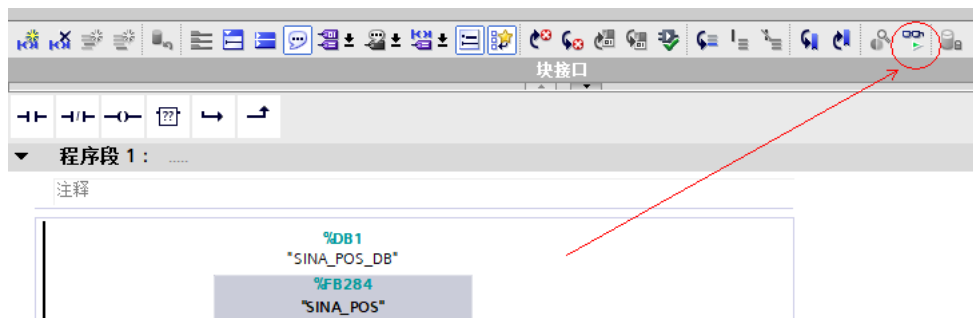 块接口
??
程序段 1： .....
注释
%DB1
"SINA_POS_DB"
%FB284
"SINA_POS"